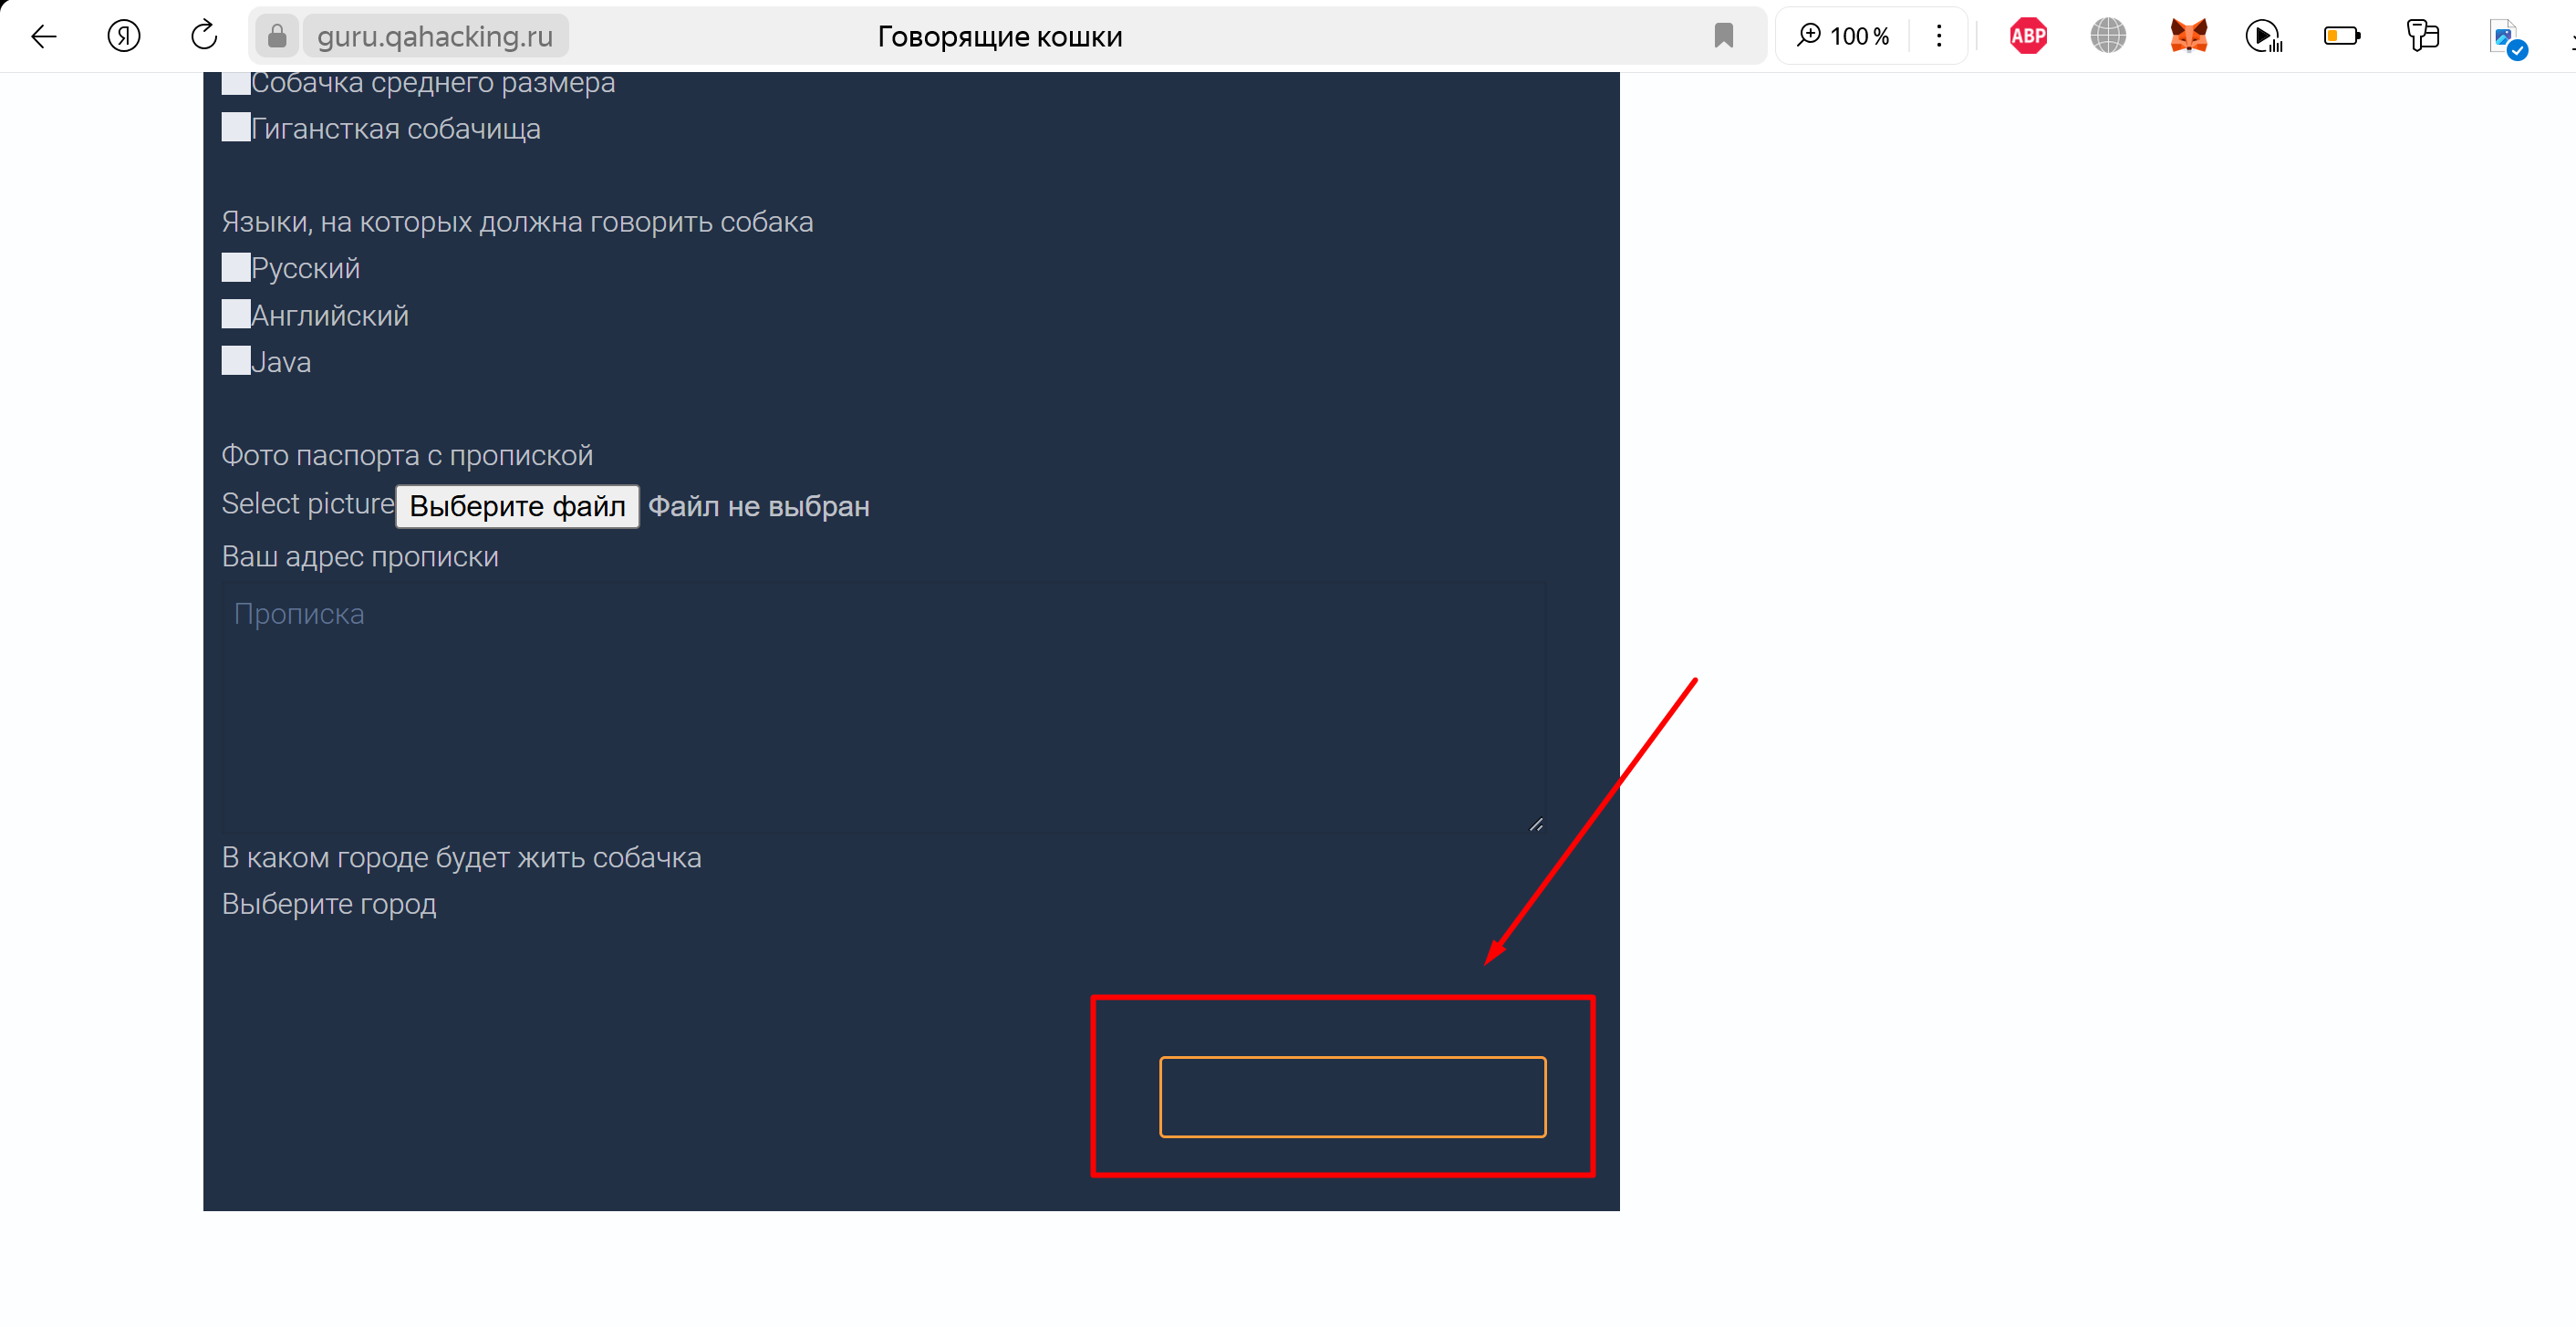 guru.qahacking.ru
Говорящие кошки
100 %
ABP
Собачка среднего размера
Гигансткая собачища
Языки, на которых должна говорить собака
Русский
Английский
Java
Фото паспорта с пропиской
Select picture Выберите файл Файл не выбран
Ваш адрес прописки
Прописка
В каком городе будет жить собачка
Выберите город